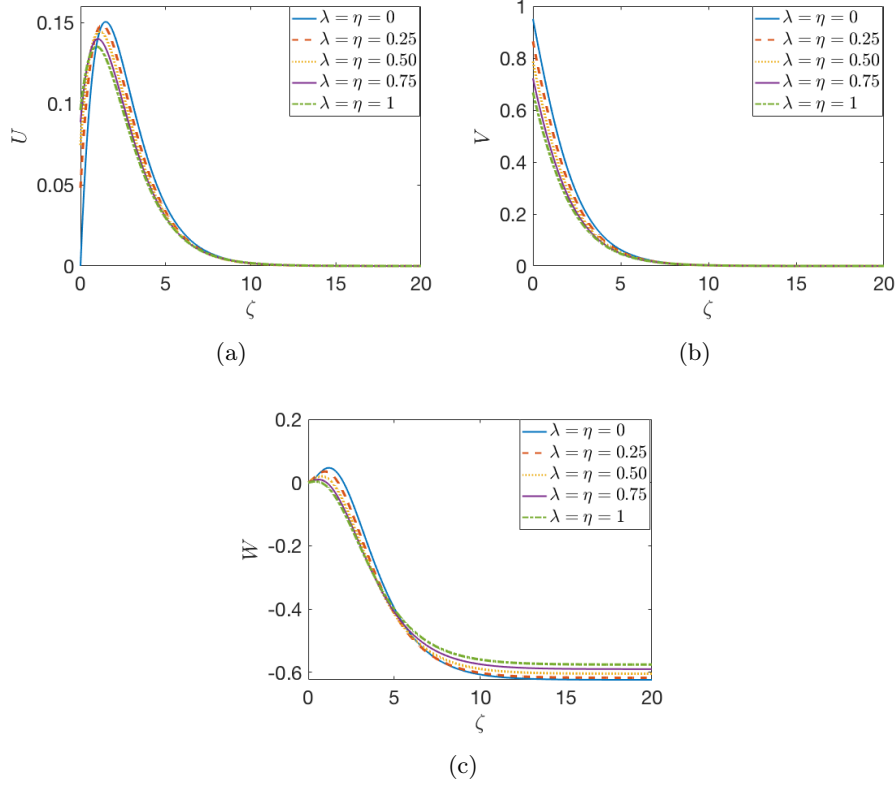 0.15
0.1
0.05
0
U
0
5
10
15
20
ζ
λ = η = 0
λ = η = 0.25
λ = η = 0.50
λ = η = 0.75
λ = η = 1
(a)
1
0.8
0.6
0.4
0.2
0
V
0
5
10
15
20
ζ
λ = η = 0
λ = η = 0.25
λ = η = 0.50
λ = η = 0.75
λ = η = 1
(b)
0.2
0
-0.2
-0.4
-0.6
W
0
5
10
15
20
ζ
λ = η = 0
λ = η = 0.25
λ = η = 0.50
λ = η = 0.75
λ = η = 1
(c)